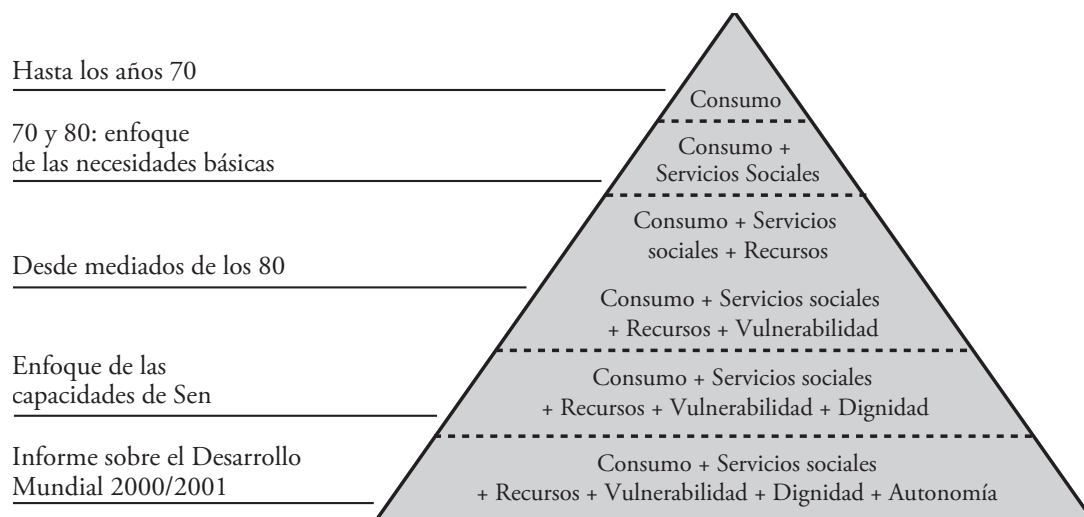 Hasta los años 70
Consumo
70 y 80: enfoque
de las necesidades básicas
Consumo +
Servicios Sociales
Consumo + Servicios
sociales + Recursos
Desde mediados de los 80
Consumo + Servicios sociales
+ Recursos + Vulnerabilidad
Enfoque de las
capacidades de Sen
Consumo + Servicios sociales
+ Recursos + Vulnerabilidad + Dignidad
Informe sobre el Desarrollo
Mundial 2000/2001
Consumo + Servicios sociales
+ Recursos + Vulnerabilidad + Dignidad + Autonomía